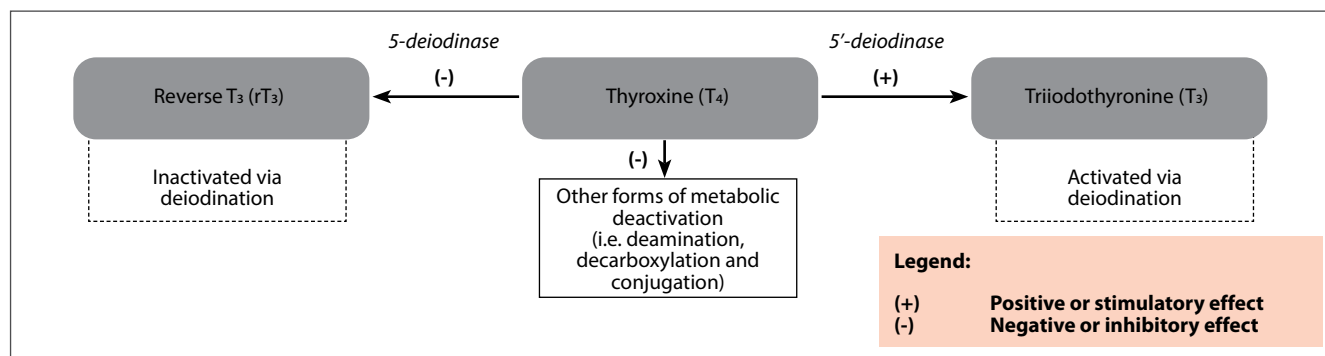 5-deiodinase
5′-deiodinase
(-)
(+)
Reverse T₃ (rT₃)
Thyroxine (T₄)
Triiodothyronine (T₃)
(-)
Inactivated via
deiodination
Other forms of metabolic
deactivation
(i.e. deamination,
decarboxylation and
conjugation)
Activated via
deiodination
Legend:
(+) Positive or stimulatory effect
(-) Negative or inhibitory effect